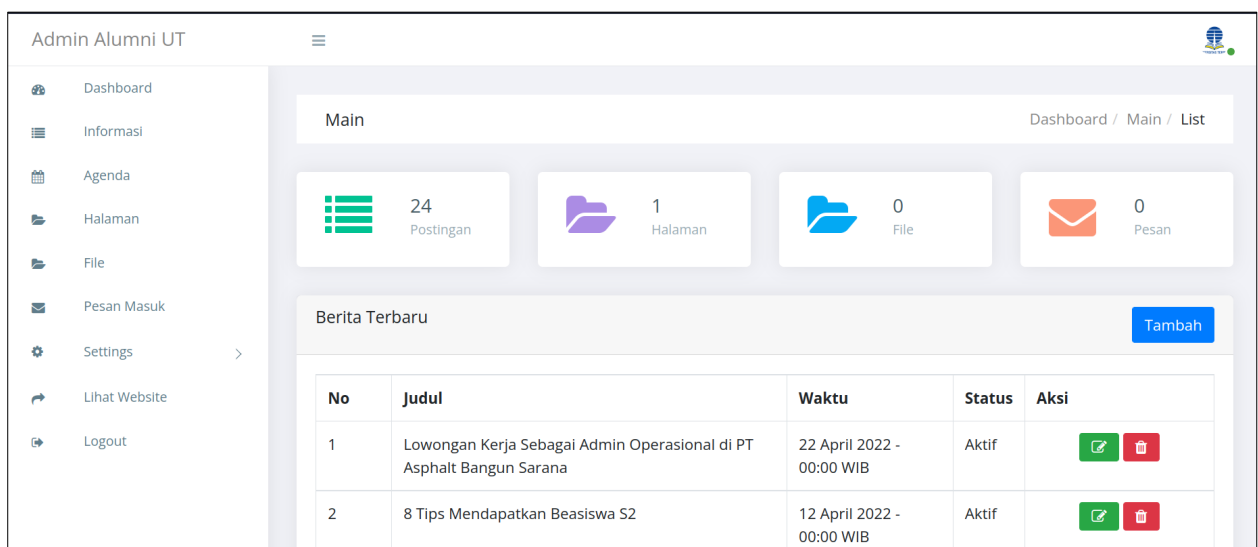 Admin Alumni UT
Dashboard
Informasi
Agenda
Halaman
File
Pesan Masuk
Settings
Lihat Website
Logout
Main
Dashboard / Main / List
24
Postingan
1
Halaman
0
File
0
Pesan
Berita Terbaru
Tambah
No Judul Waktu Status Aksi
1 Lowongan Kerja Sebagai Admin Operasional di PT 22 April 2022 - Aktif
Asphalt Bangun Sarana 00:00 WIB
2 8 Tips Mendapatkan Beasiswa S2 12 April 2022 - Aktif
00:00 WIB